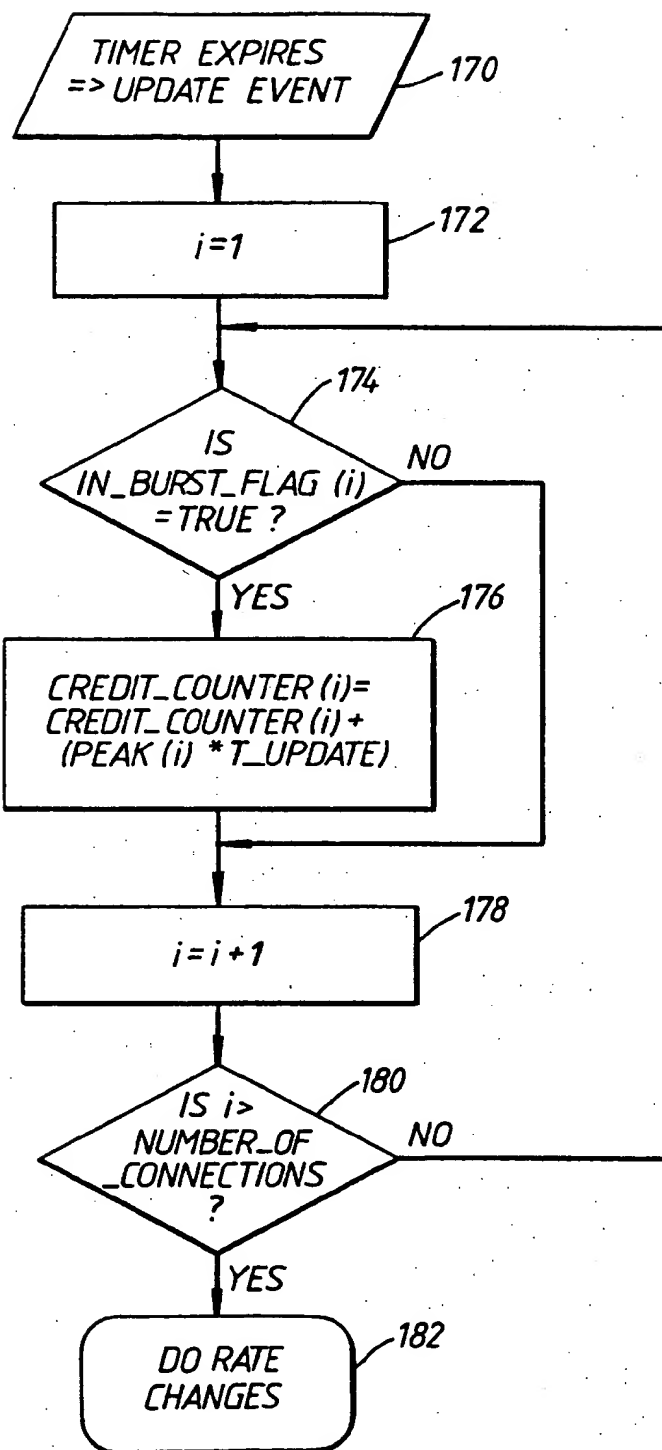 TIMER EXPIRES
=> UPDATE EVENT
170
i=1
172
174
IS
IN_BURST_FLAG (i)
=TRUE ?
NO
YES
176
CREDIT_COUNTER (i)=
CREDIT_COUNTER (i) +
(PEAK (i) * T_UPDATE)
178
i=i+1
180
IS i>
NUMBER_OF
_CONNECTIONS
?
NO
YES
182
DO RATE
CHANGES